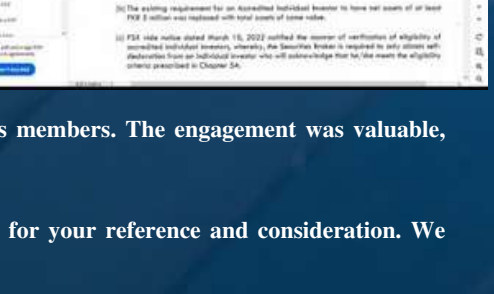 (b) The existing requirement for an Accredited Individual Investor to have net assets of at least
PKR 5 million was replaced with total assets of same value.
(c) PSX vide notice dated March 15, 2022 notified the manner of verification of eligibility of
accredited individual investors, whereby, the Securities Broker is required to only obtain self-
declaration from an individual investor who will acknowledge that he/she meets the eligibility
criteria prescribed in Chapter 5A.
s members. The engagement was valuable,
for your reference and consideration. We